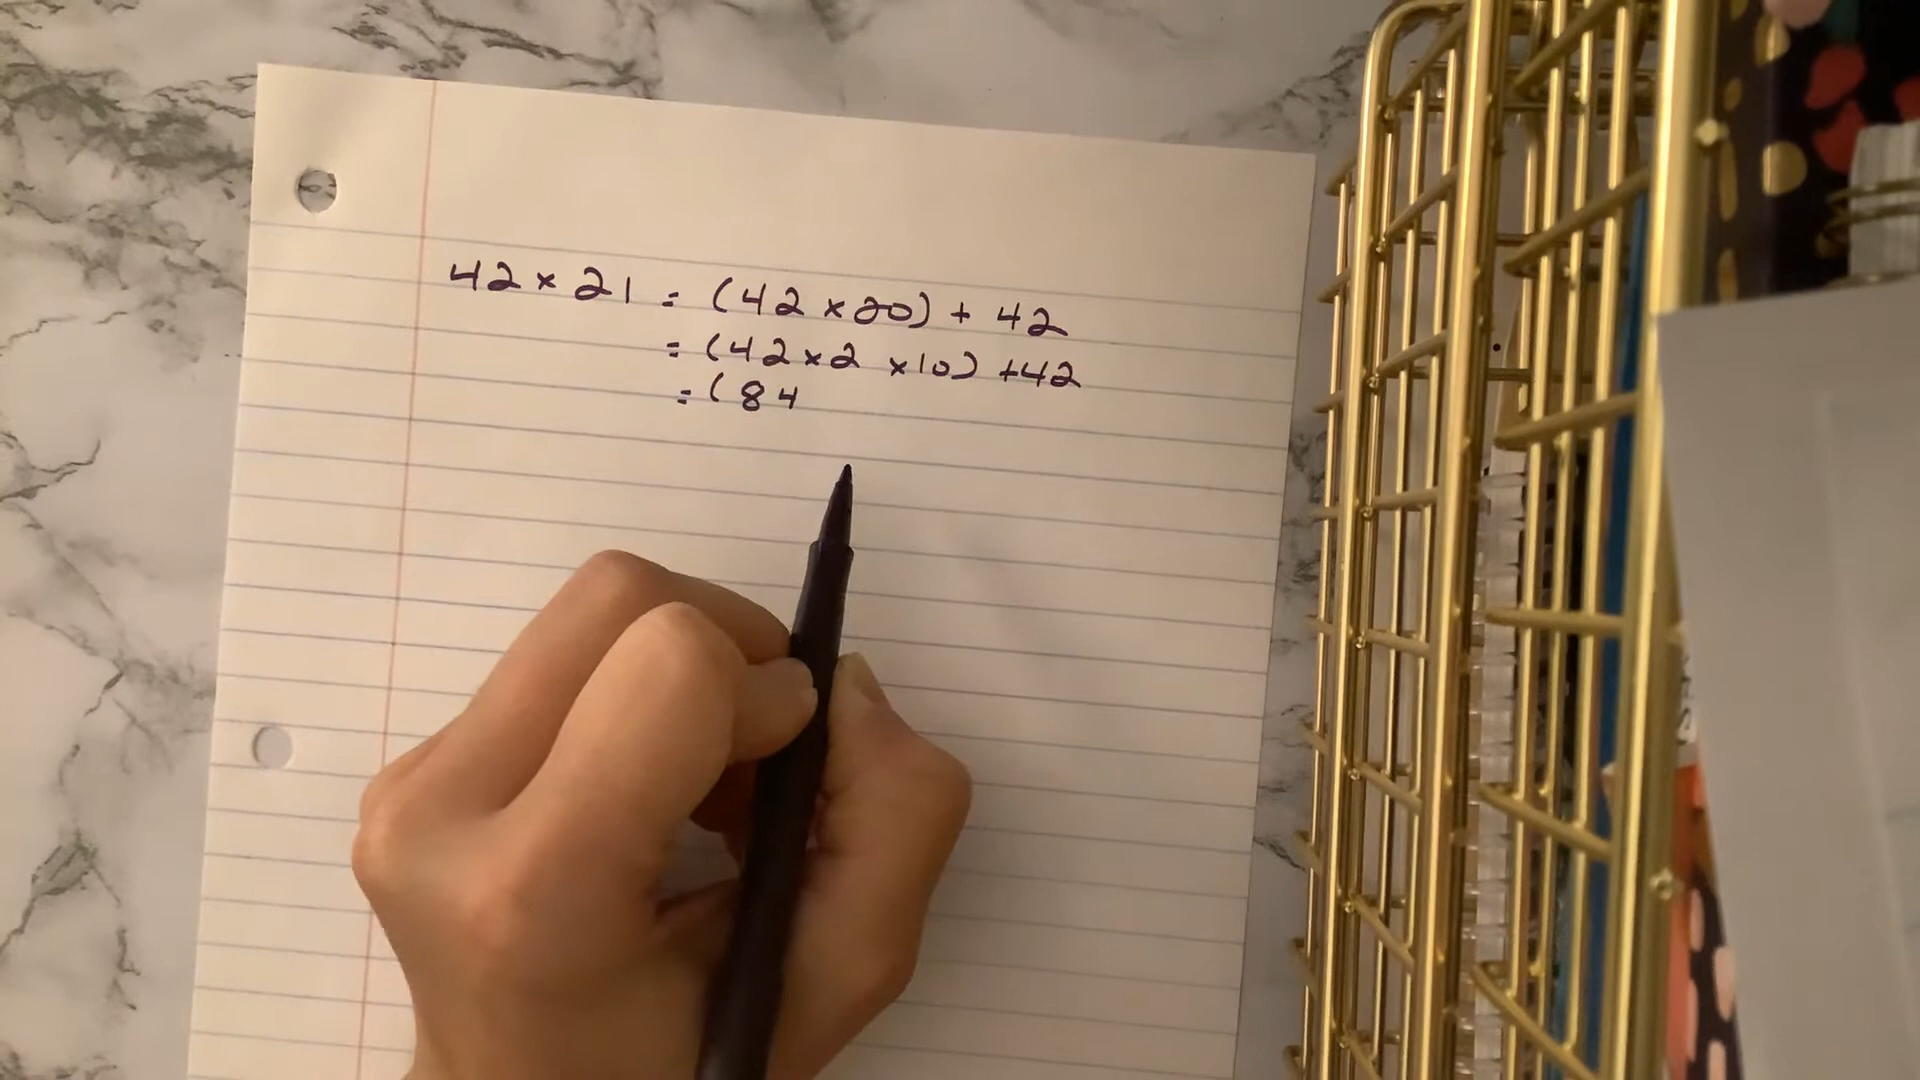 42 × 21 = (42 × 20) + 42
= (42 × 2 × 10) + 42
= (84